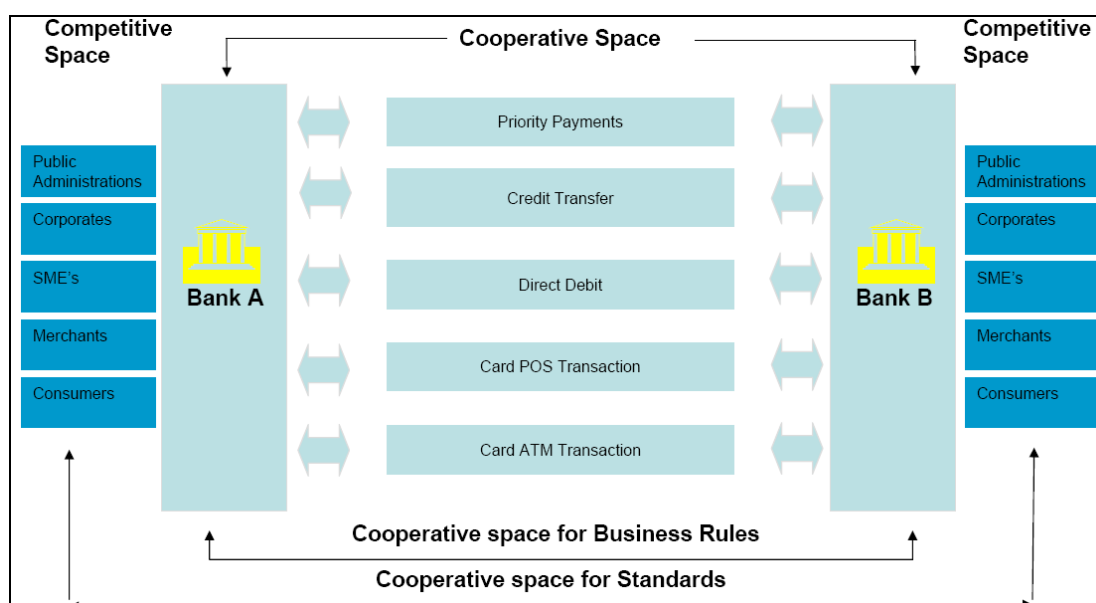 Competitive
Space
Cooperative Space
Competitive
Space
Public
Administrations
Corporates
SME's
Merchants
Consumers
Bank A
Priority Payments
Credit Transfer
Direct Debit
Card POS Transaction
Card ATM Transaction
Bank B
Public
Administrations
Corporates
SME's
Merchants
Consumers
Cooperative space for Business Rules
Cooperative space for Standards